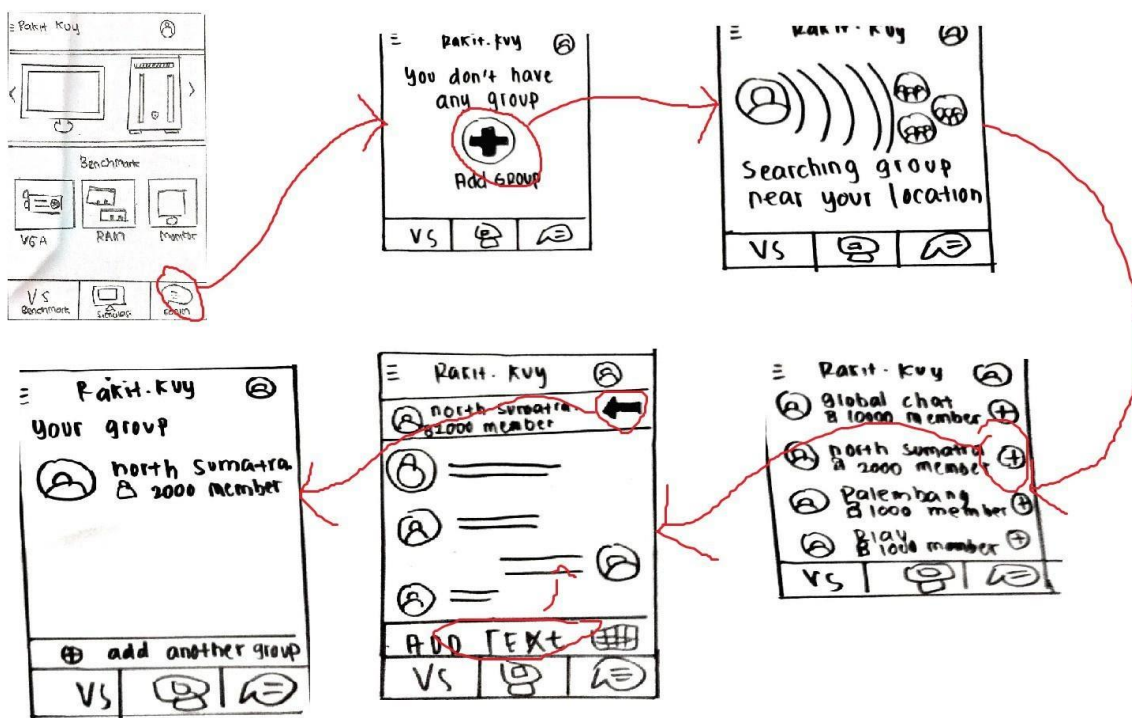 Rakit Kuy
Benchmark
VGA
RAM
Monitor
VS
Benchmark
Simulasi
Forum
Rakit.Kuy
You don't have
any group
Add GROUP
VS
Rakit.Kuy
Searching group
near your location
VS
Rakit.Kuy
global chat
10000 member
north sumatra
2000 member
Palembang
1000 member
Riau
1000 member
VS
Rakit.Kuy
north sumatra
2000 member
ADD TEXt
VS
Rakit.Kuy
your group
north sumatra
2000 member
add another group
VS